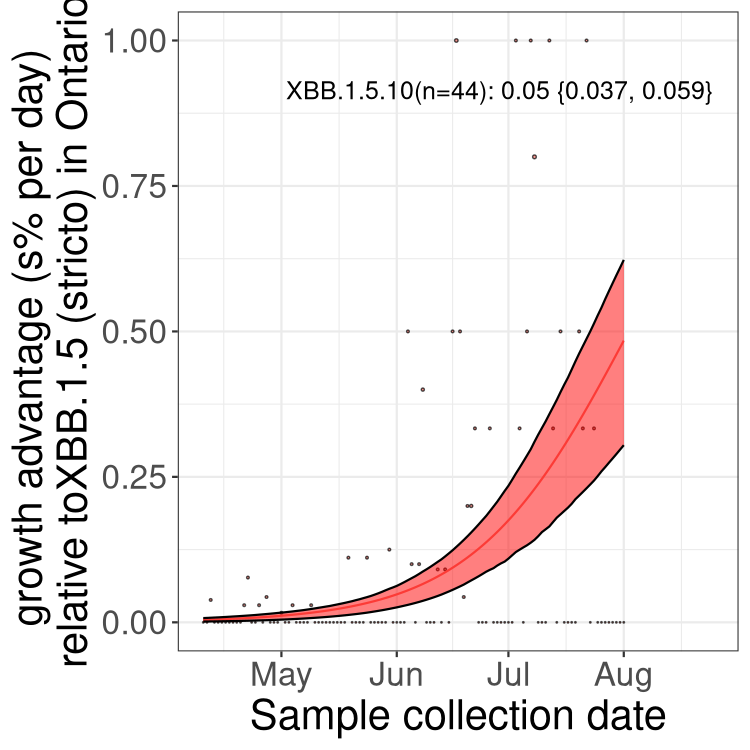 growth advantage (s% per day)
relative toXBB.1.5 (stricto) in Ontario
1.00
0.75
0.50
0.25
0.00
XBB.1.5.10(n=44): 0.05 {0.037, 0.059}
May Jun Jul Aug
Sample collection date